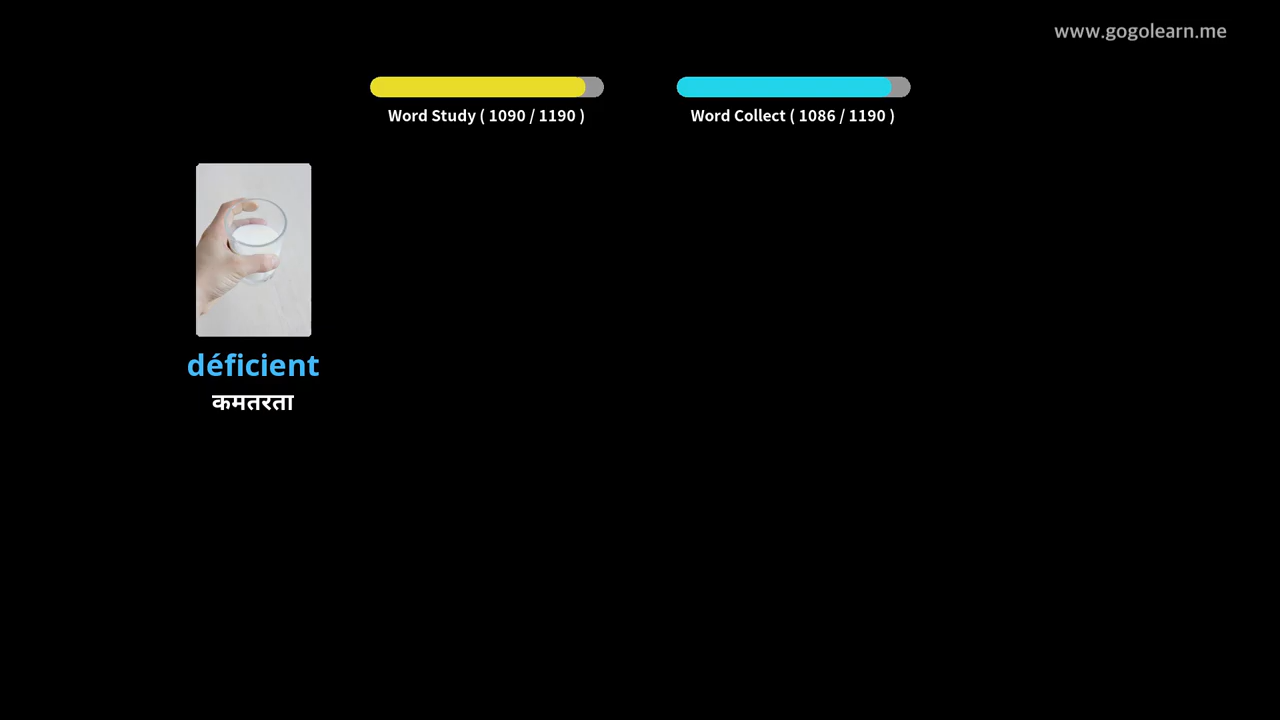 www.gogolearn.me
Word Study ( 1090 / 1190 )
Word Collect ( 1086 / 1190 )
déficient
कमतरता